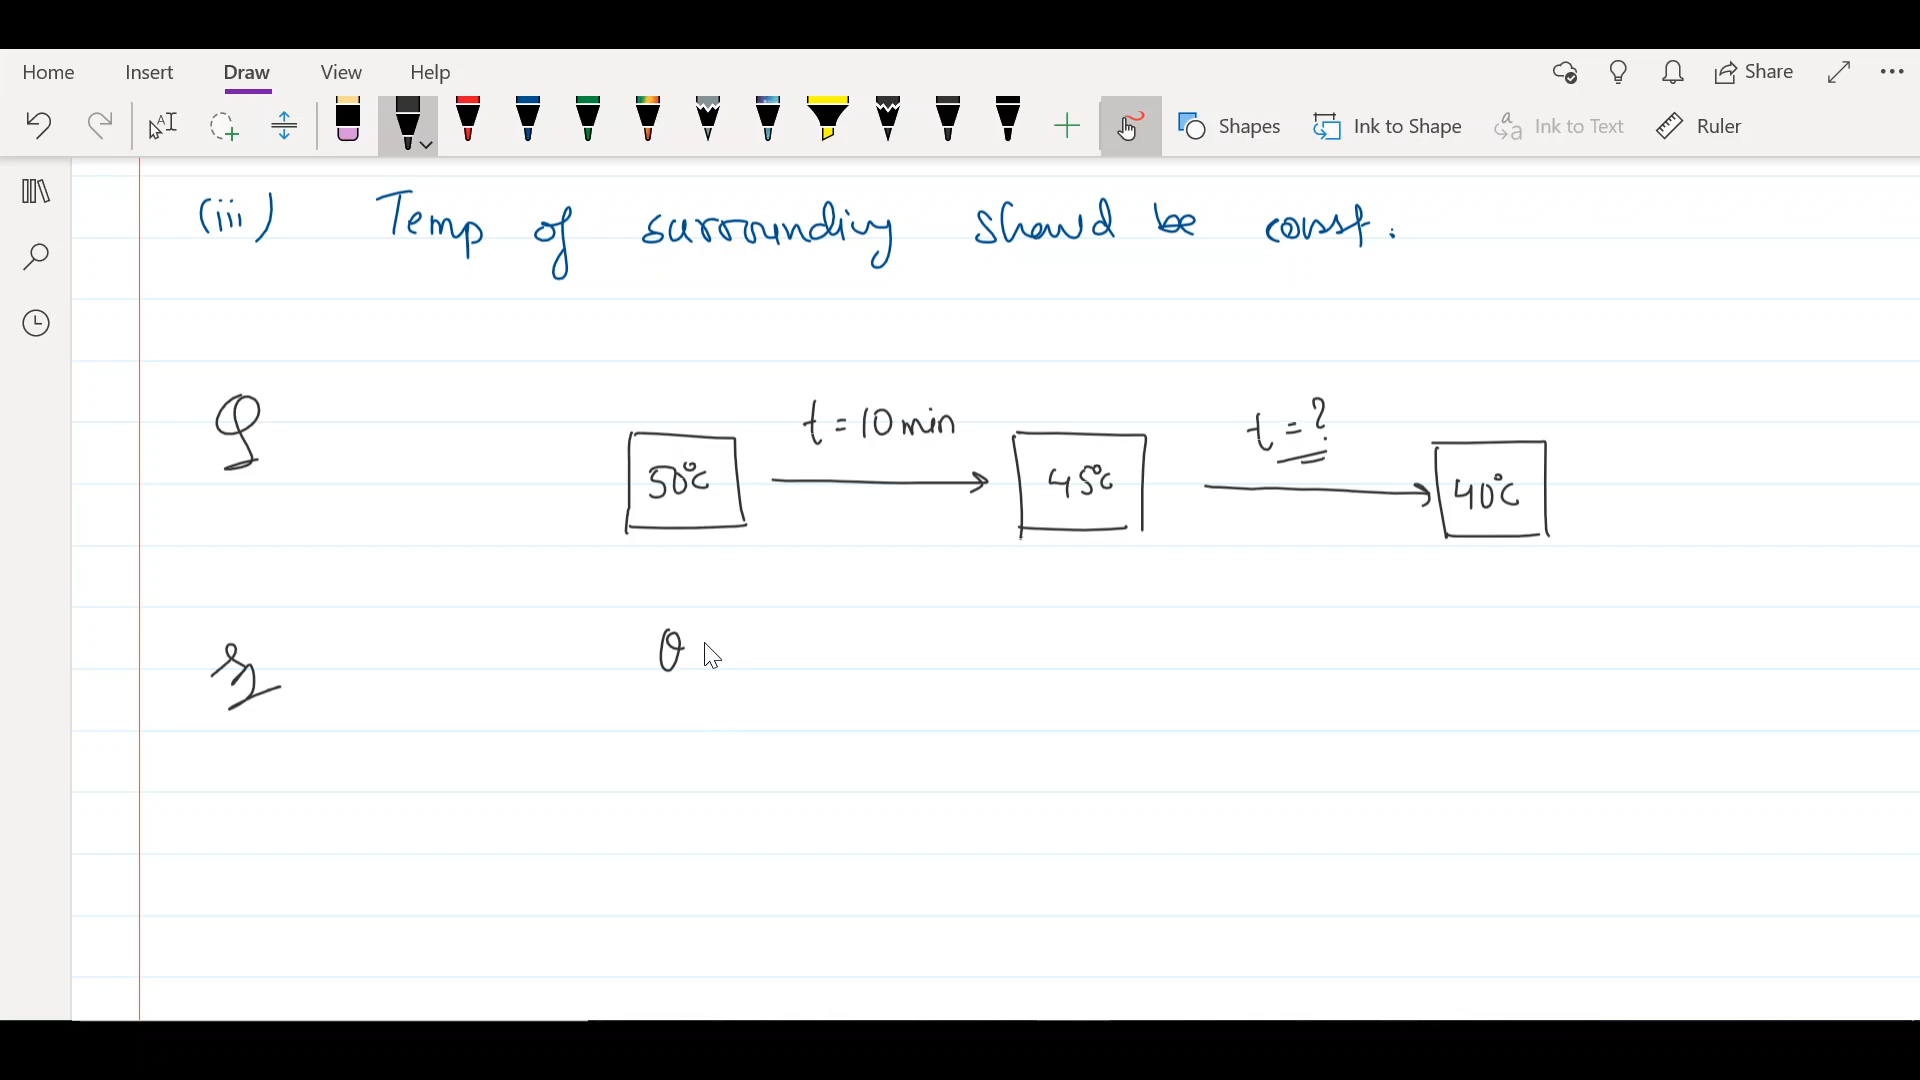 Home Insert Draw View Help Share
Shapes Ink to Shape Ink to Text Ruler
(iii) Temp of surrounding should be const.
Q t = 10 min t = ?
50°C 45°C 40°C
θ